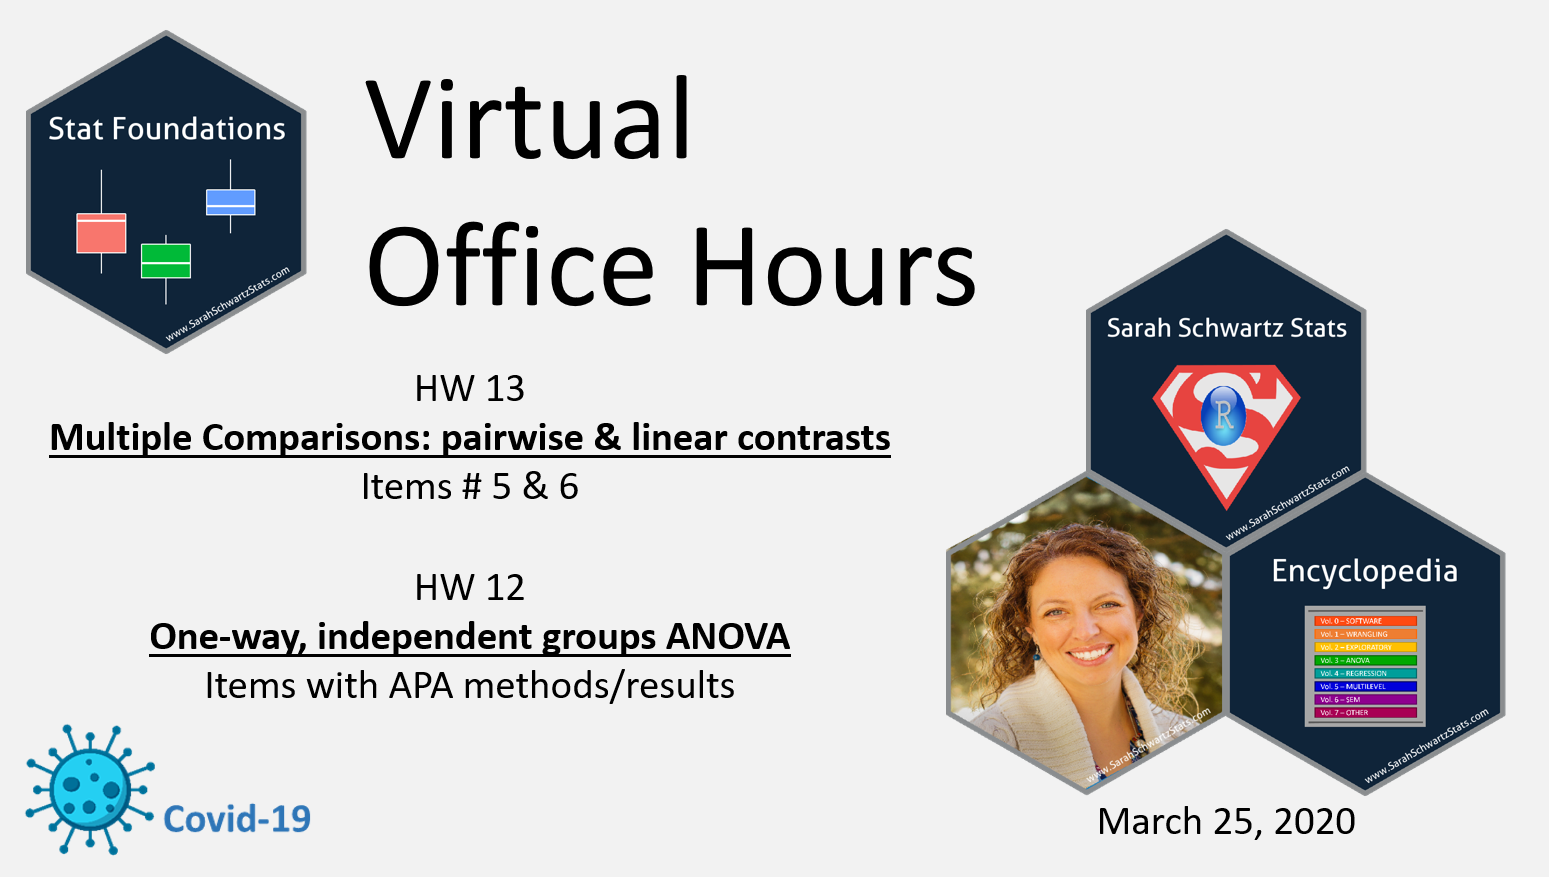 Stat Foundations
www.SarahSchwartzStats.com
Virtual
Office Hours
HW 13
Multiple Comparisons: pairwise & linear contrasts
Items # 5 & 6
HW 12
One-way, independent groups ANOVA
Items with APA methods/results
Covid-19
Sarah Schwartz Stats
R
www.SarahSchwartzStats.com
www.SarahSchwartzStats.com
Encyclopedia
Vol. 0 – SOFTWARE
Vol. 1 – WRANGLING
Vol. 2 – EXPLORATORY
Vol. 3 – ANOVA
Vol. 4 – REGRESSION
Vol. 5 – MULTILEVEL
Vol. 6 – SEM
Vol. 7 – OTHER
www.SarahSchwartzStats.com
March 25, 2020